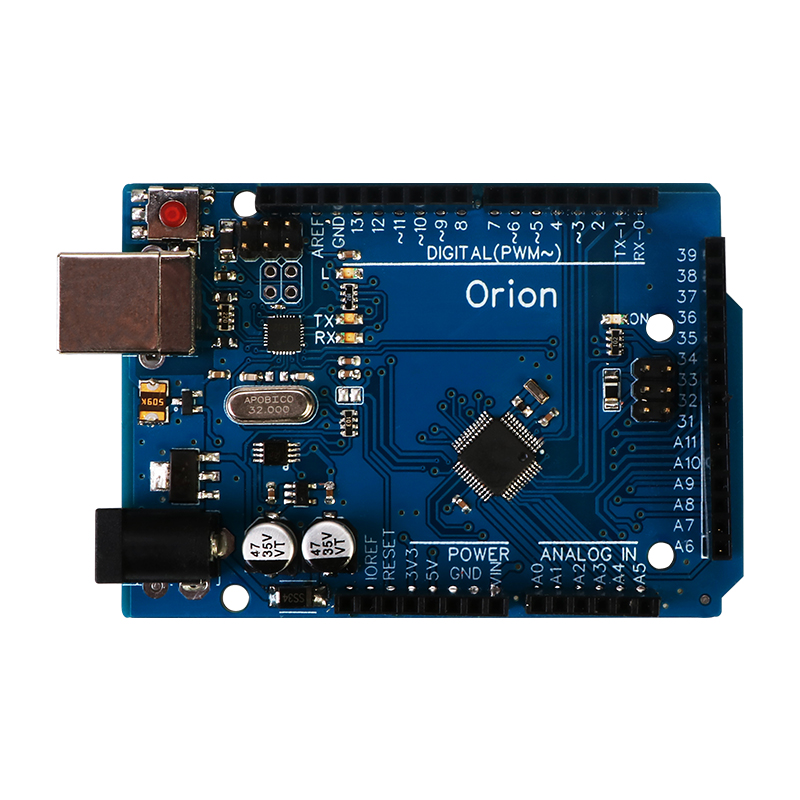 AREF
GND
13
12
~11
~10
~9
8
7
~6
~5
4
~3
2
TX-1
RX-0
DIGITAL(PWM~)
L
Orion
TX
RX
ON
39
38
37
36
35
34
33
32
31
A11
A10
A9
A8
A7
A6
509K
APOBICO
32.000
47
35V
VT
47
35V
VT
SS34
IOREF
RESET
3V3
5V
POWER
GND
VIN
ANALOG IN
A0
A1
A2
A3
A4
A5